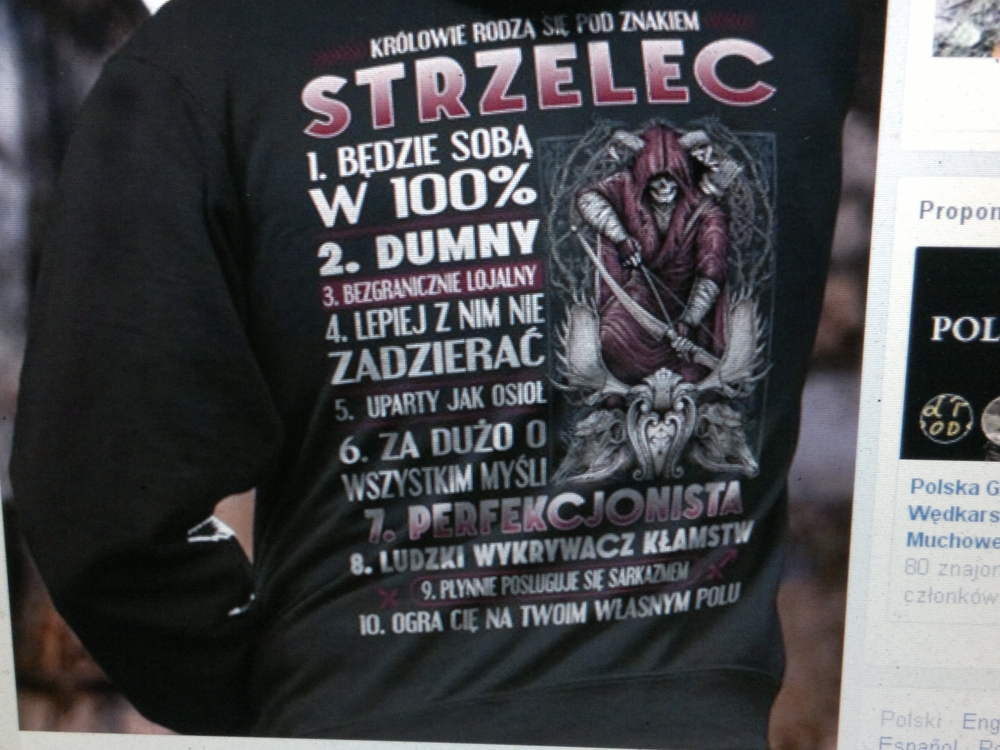 KRÓLOWIE RODZĄ SIĘ POD ZNAKIEM
STRZELEC
1. BĘDZIE SOBĄ
W 100%
2. DUMNY
3. BEZGRANICZNIE LOJALNY
4. LEPIEJ Z NIM NIE
ZADZIERAĆ
5. UPARTY JAK OSIOŁ
6. ZA DUŻO O
WSZYSTKIM MYŚLI
7. PERFEKCJONISTA
8. LUDZKI WYKRYWACZ KŁAMSTW
9. PŁYNNIE POSŁUGUJE SIĘ SARKAZMEM
10. OGRA CIĘ NA TWOIM WŁASNYM POLU
Propon
POL
Polska G
Wędkars
Muchowe
80 znajon
członków
Polski Eng
Español